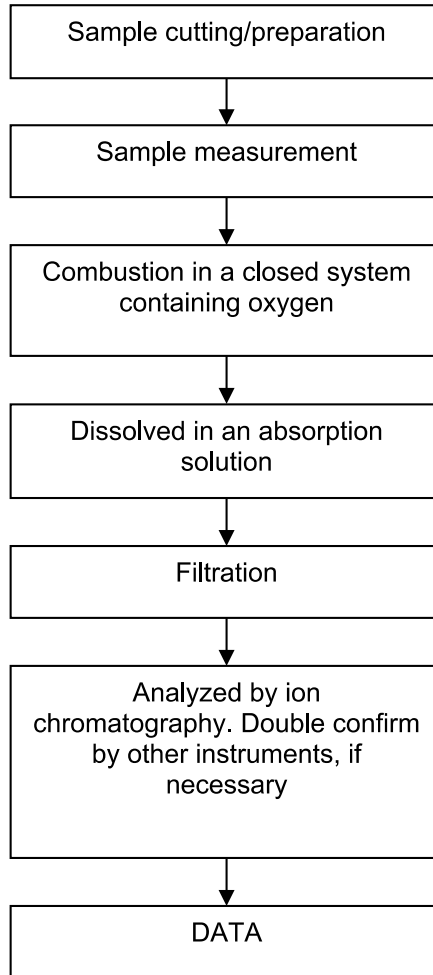 Sample cutting/preparation
Sample measurement
Combustion in a closed system
containing oxygen
Dissolved in an absorption
solution
Filtration
Analyzed by ion
chromatography. Double confirm
by other instruments, if
necessary
DATA